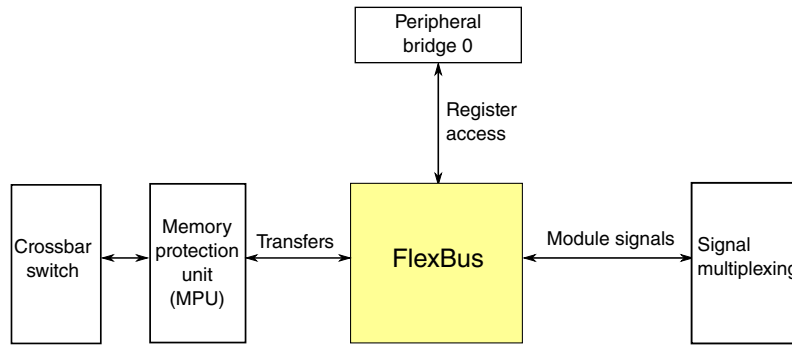 Peripheral
bridge 0
Register
access
Crossbar
switch
Memory
protection
unit
(MPU)
Transfers
FlexBus
Module signals
Signal
multiplexing